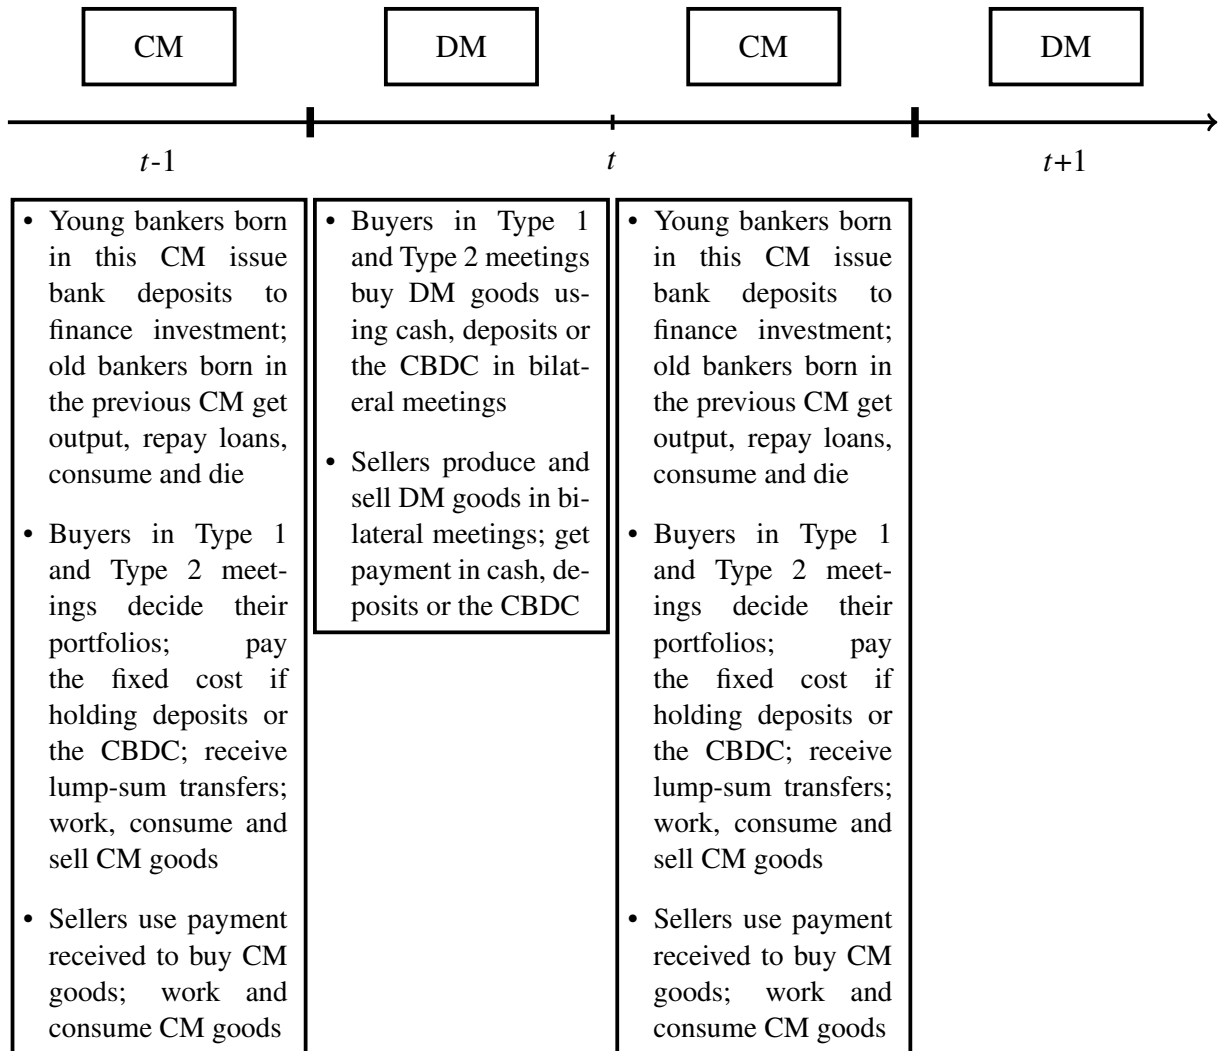 CM
DM
CM
DM
t-1
t
t+1
• Young bankers born
in this CM issue
bank deposits to
finance investment;
old bankers born in
the previous CM get
output, repay loans,
consume and die
• Buyers in Type 1
and Type 2 meet-
ings decide their
portfolios; pay
the fixed cost if
holding deposits or
the CBDC; receive
lump-sum transfers;
work, consume and
sell CM goods
• Sellers use payment
received to buy CM
goods; work and
consume CM goods
• Buyers in Type 1
and Type 2 meetings
buy DM goods us-
ing cash, deposits or
the CBDC in bilat-
eral meetings
• Sellers produce and
sell DM goods in bi-
lateral meetings; get
payment in cash, de-
posits or the CBDC
• Young bankers born
in this CM issue
bank deposits to
finance investment;
old bankers born in
the previous CM get
output, repay loans,
consume and die
• Buyers in Type 1
and Type 2 meet-
ings decide their
portfolios; pay
the fixed cost if
holding deposits or
the CBDC; receive
lump-sum transfers;
work, consume and
sell CM goods
• Sellers use payment
received to buy CM
goods; work and
consume CM goods